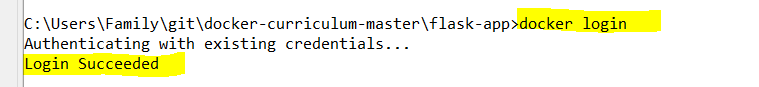 C:\Users\Family\git\docker-curriculum-master\flask-app>docker login
Authenticating with existing credentials...
Login Succeeded